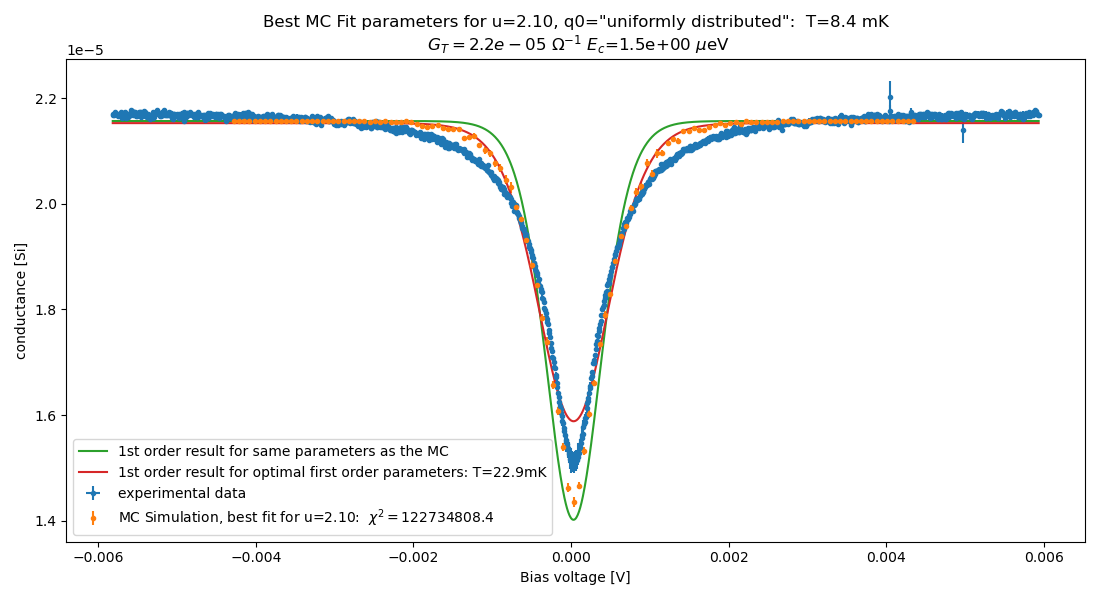 Best MC Fit parameters for u=2.10, q0="uniformly distributed":  T=8.4 mK
$G_T = 2.2e-05\ \Omega^{-1}\ E_c$=1.5e+00 $\mu$eV
1e−5
2.2
2.0
1.8
1.6
1.4
conductance [Si]
1st order result for same parameters as the MC
1st order result for optimal first order parameters: T=22.9mK
experimental data
MC Simulation, best fit for u=2.10:  $\chi^2 = 122734808.4$
−0.006 −0.004 −0.002 0.000 0.002 0.004 0.006
Bias voltage [V]